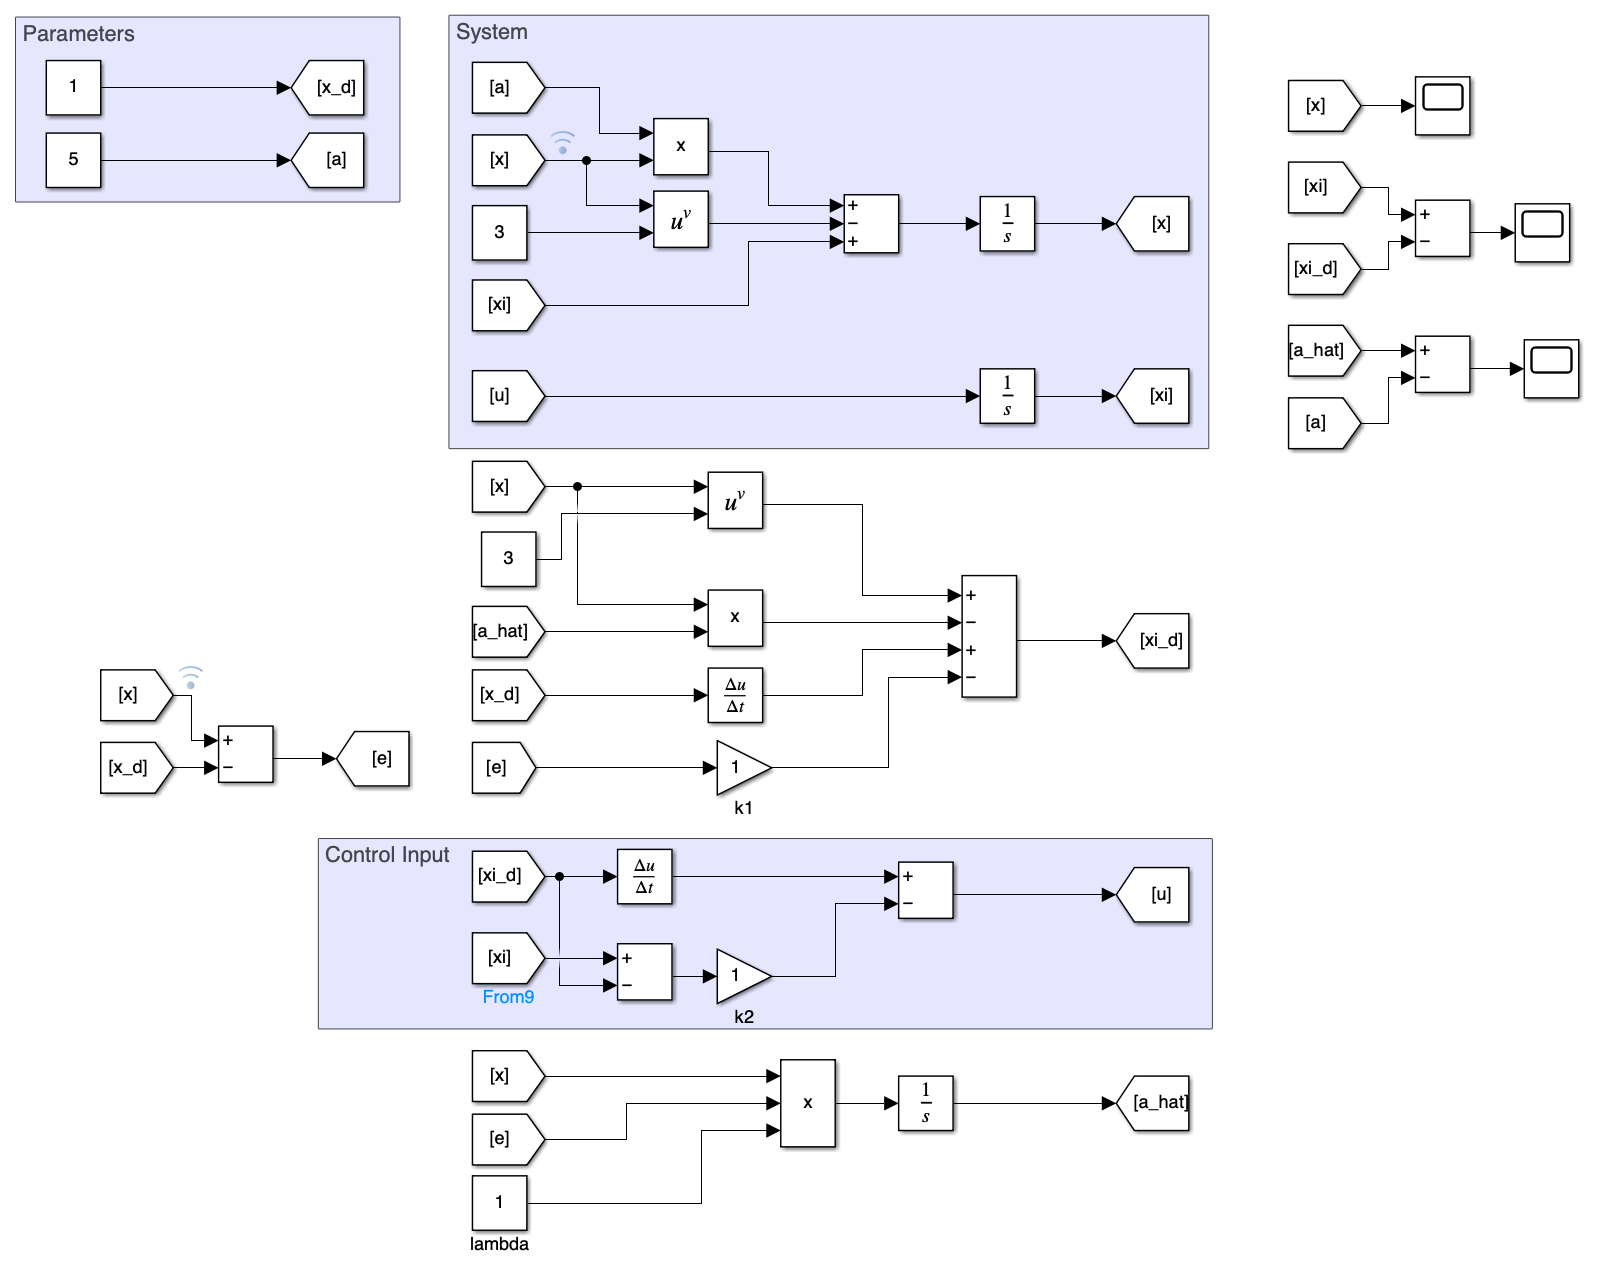 Parameters
1
[x_d]
5
[a]
System
[a]
[x]
x
3
u^v
+
−
+
1
s
[x]
[xi]
[u]
1
s
[xi]
[x]
[xi]
+
−
[xi_d]
[a_hat]
+
−
[a]
[x]
u^v
3
x
[a_hat]
[x_d]
Δu
Δt
[e]
1
k1
+
−
+
−
[xi_d]
[x]
+
−
[x_d]
[e]
Control Input
[xi_d]
Δu
Δt
+
−
[u]
[xi]
From9
+
−
1
k2
[x]
[e]
1
lambda
x
1
s
[a_hat]